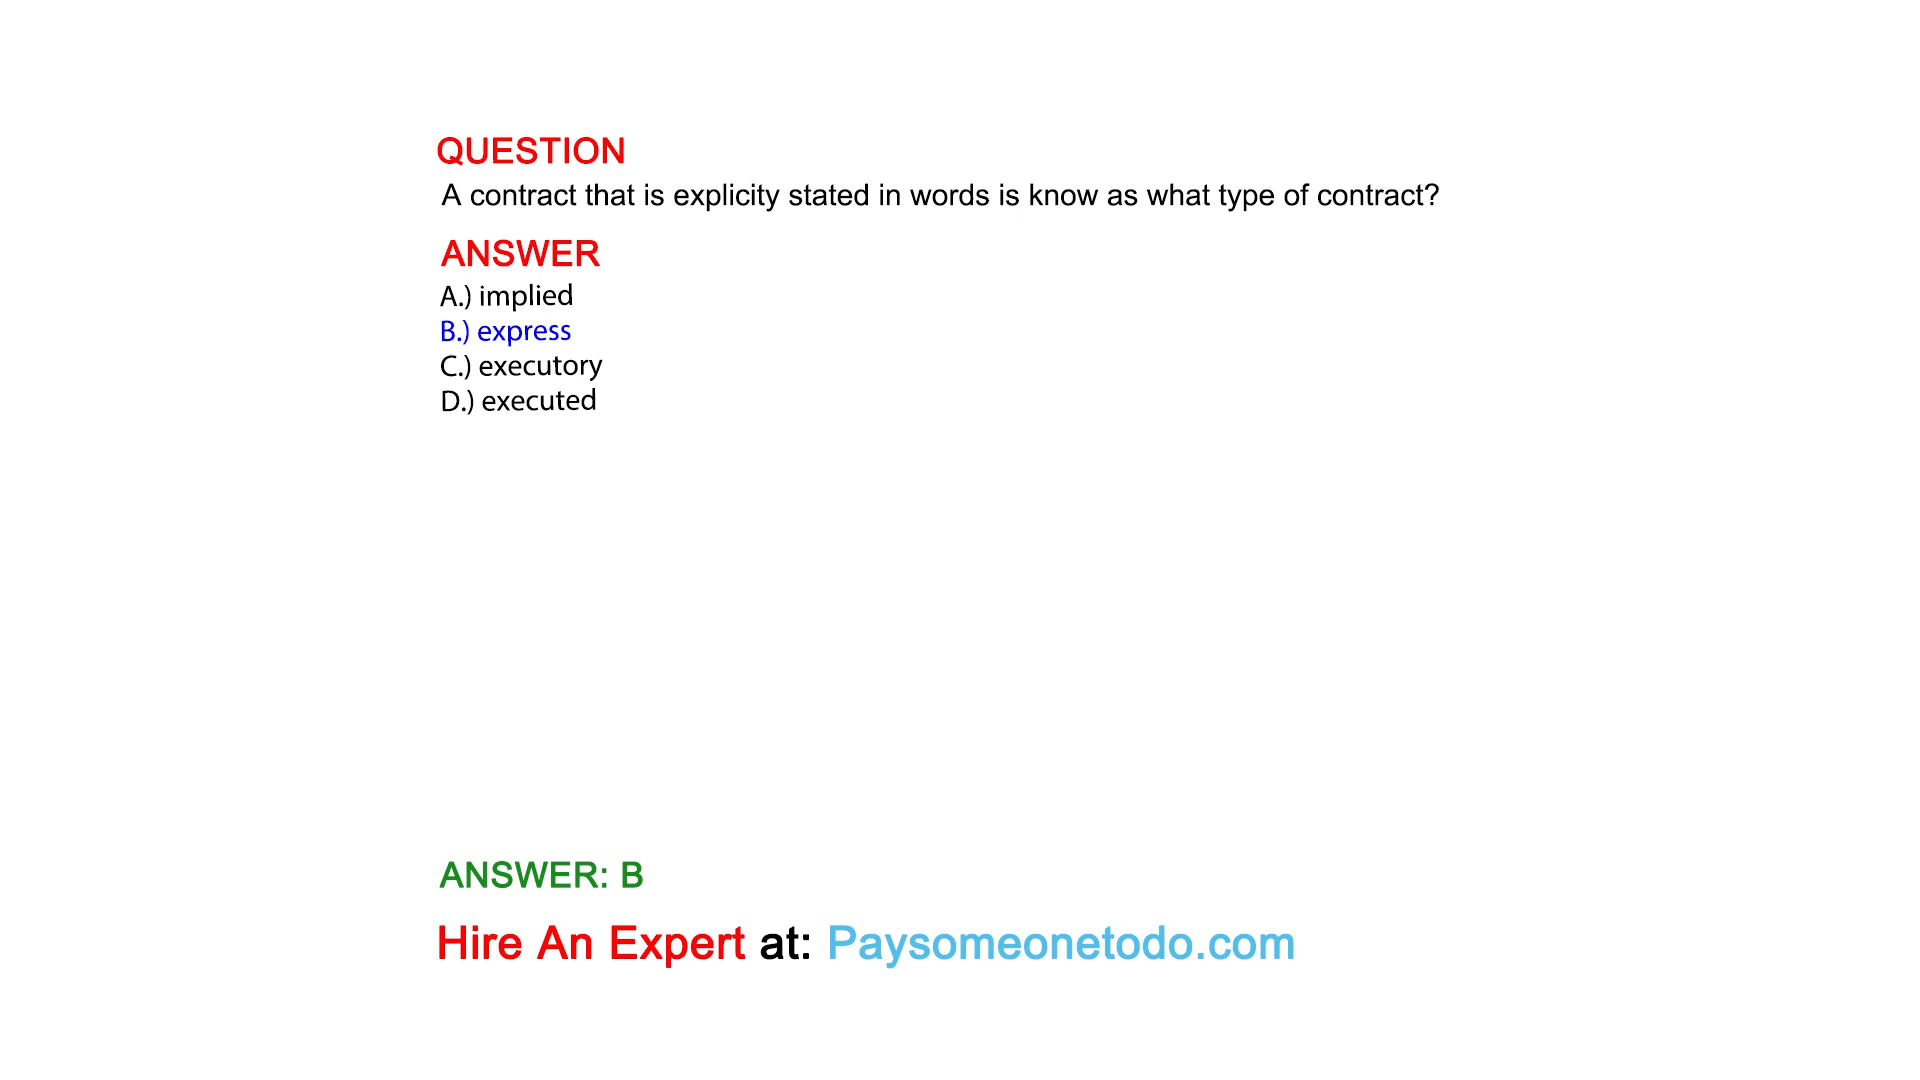 QUESTION
A contract that is explicity stated in words is know as what type of contract?
ANSWER
A.) implied
B.) express
C.) executory
D.) executed
ANSWER: B
Hire An Expert at: Paysomeonetodo.com